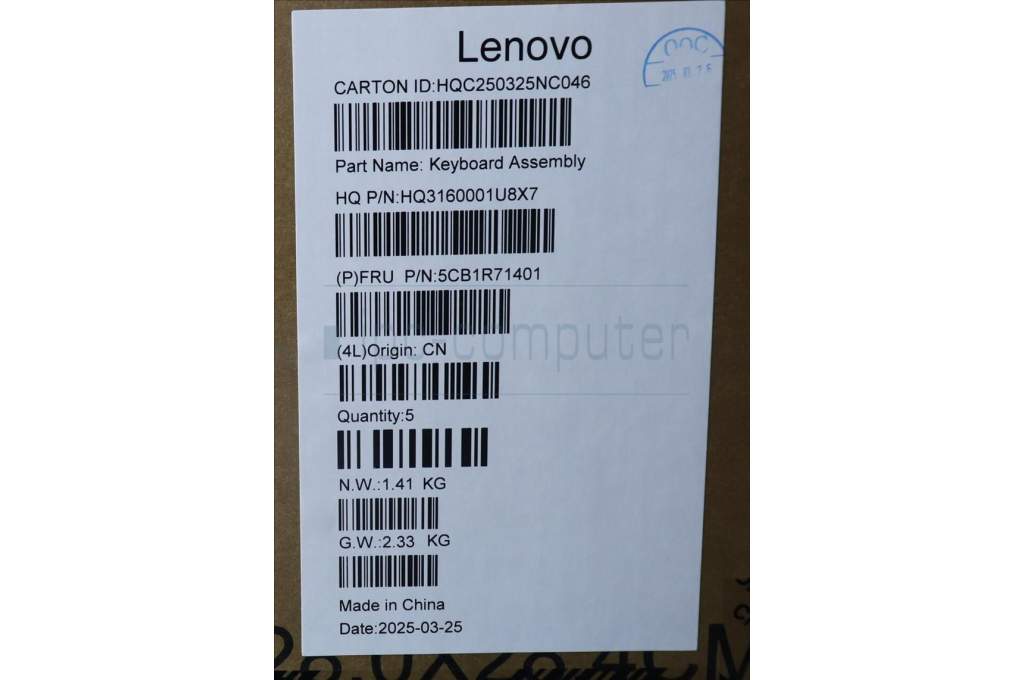 Lenovo
OQC
CARTON ID:HQC250325NC046
Part Name: Keyboard Assembly
HQ P/N:HQ3160001U8X7
(P)FRU P/N:5CB1R71401
computer
(4L)Origin: CN
Quantity:5
N.W.:1.41 KG
G.W.:2.33 KG
Made in China
Date:2025-03-25